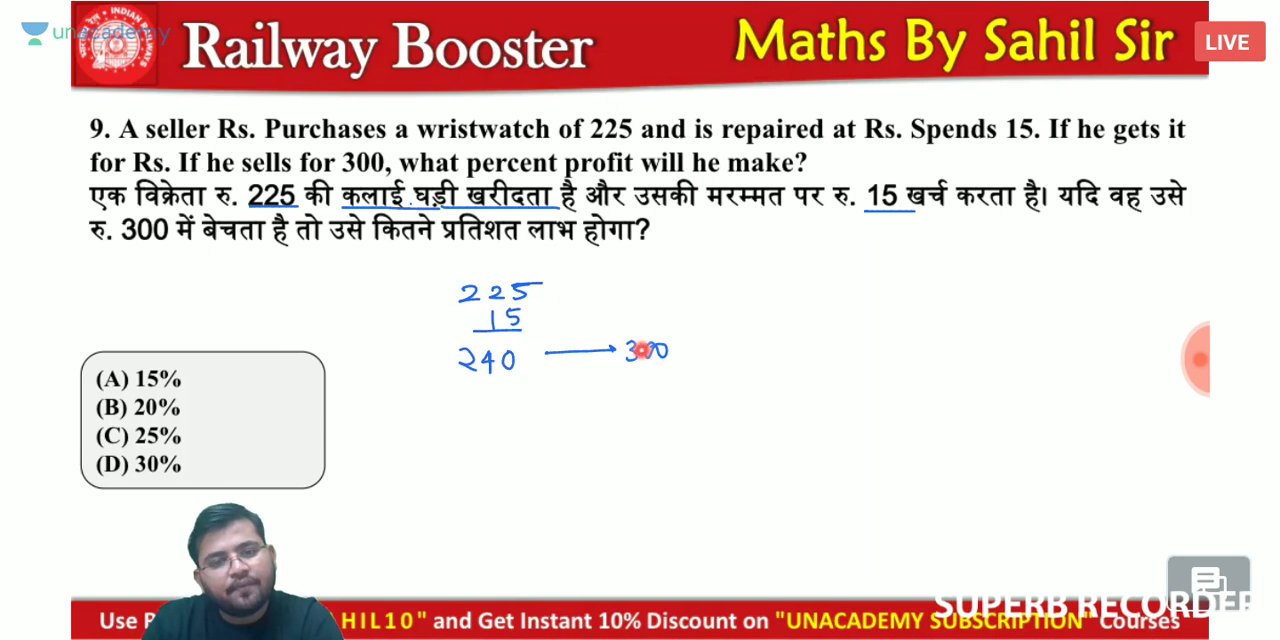 unacademy
INDIAN RAILWAYS
Railway Booster
Maths By Sahil Sir
LIVE
9. A seller Rs. Purchases a wristwatch of 225 and is repaired at Rs. Spends 15. If he gets it
for Rs. If he sells for 300, what percent profit will he make?
एक विक्रेता रु. 225 की कलाई घड़ी खरीदता है और उसकी मरम्मत पर रु. 15 खर्च करता है। यदि वह उसे
रु. 300 में बेचता है तो उसे कितने प्रतिशत लाभ होगा?
225
15
240 → 300
(A) 15%
(B) 20%
(C) 25%
(D) 30%
SUPERB RECORDER
Use HIL10" and Get Instant 10% Discount on "UNACADEMY SUBSCRIPTION" Courses